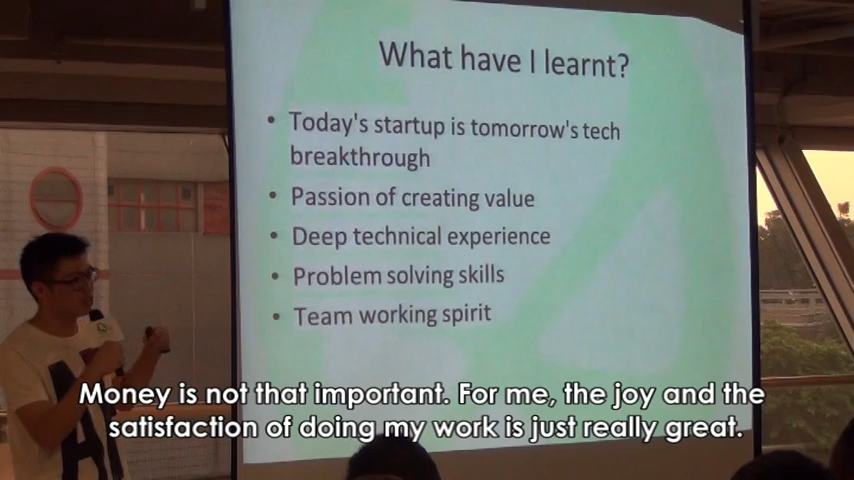 What have I learnt?
• Today's startup is tomorrow's tech
breakthrough
• Passion of creating value
• Deep technical experience
• Problem solving skills
• Team working spirit
Money is not that important. For me, the joy and the
satisfaction of doing my work is just really great.